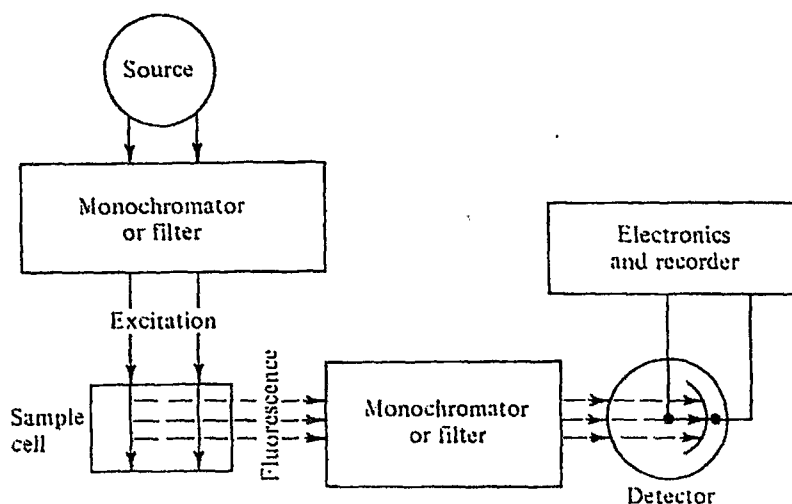 Source
Monochromator
or filter
Electronics
and recorder
Excitation
Sample
cell
Fluorescence
Monochromator
or filter
Detector